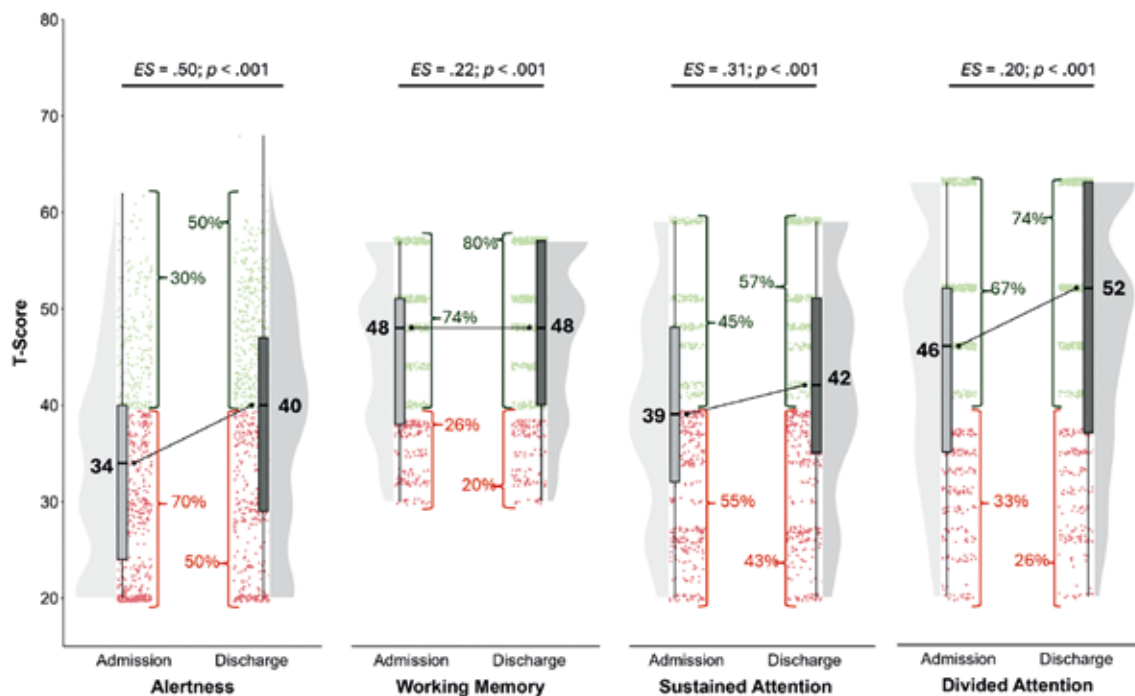 80
70
60
50
40
30
20
T-Score
ES = .50; p < .001
50%
30%
34
40
70%
50%
Admission Discharge
Alertness
ES = .22; p < .001
80%
74%
48
48
26%
20%
Admission Discharge
Working Memory
ES = .31; p < .001
57%
45%
39
42
55%
43%
Admission Discharge
Sustained Attention
ES = .20; p < .001
74%
67%
46
52
33%
26%
Admission Discharge
Divided Attention